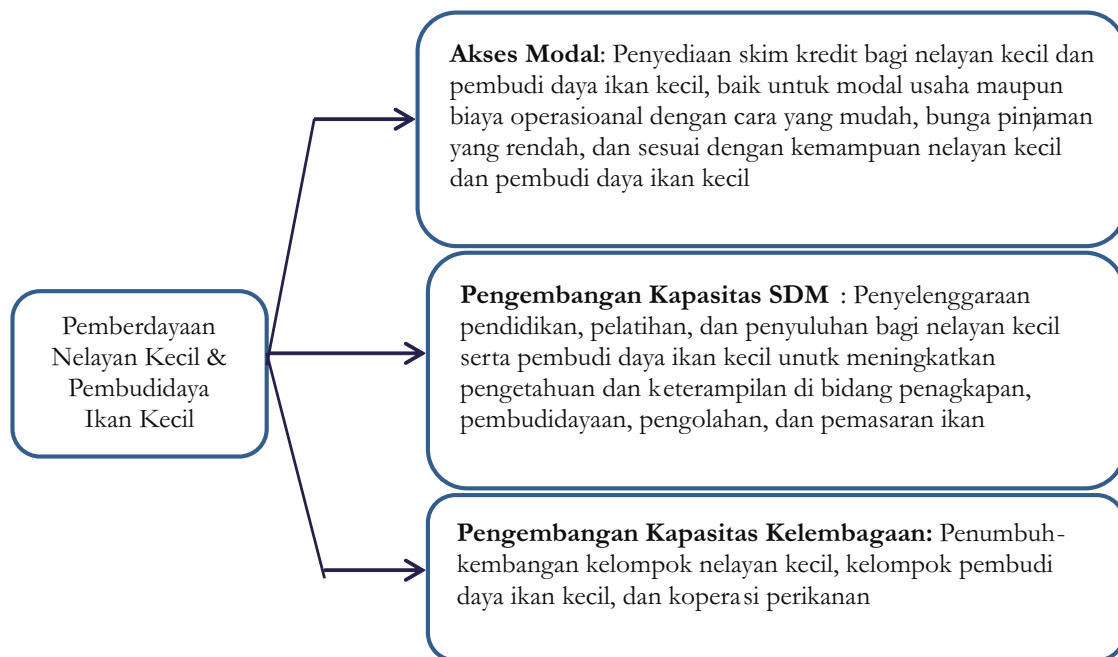 Akses Modal: Penyediaan skim kredit bagi nelayan kecil dan
pembudi daya ikan kecil, baik untuk modal usaha maupun
biaya operasioanal dengan cara yang mudah, bunga pinjaman
yang rendah, dan sesuai dengan kemampuan nelayan kecil
dan pembudi daya ikan kecil
Pemberdayaan
Nelayan Kecil &
Pembudidaya
Ikan Kecil
Pengembangan Kapasitas SDM : Penyelenggaraan
pendidikan, pelatihan, dan penyuluhan bagi nelayan kecil
serta pembudi daya ikan kecil unutk meningkatkan
pengetahuan dan keterampilan di bidang penagkapan,
pembudidayaan, pengolahan, dan pemasaran ikan
Pengembangan Kapasitas Kelembagaan: Penumbuh-
kembangan kelompok nelayan kecil, kelompok pembudi
daya ikan kecil, dan koperasi perikanan